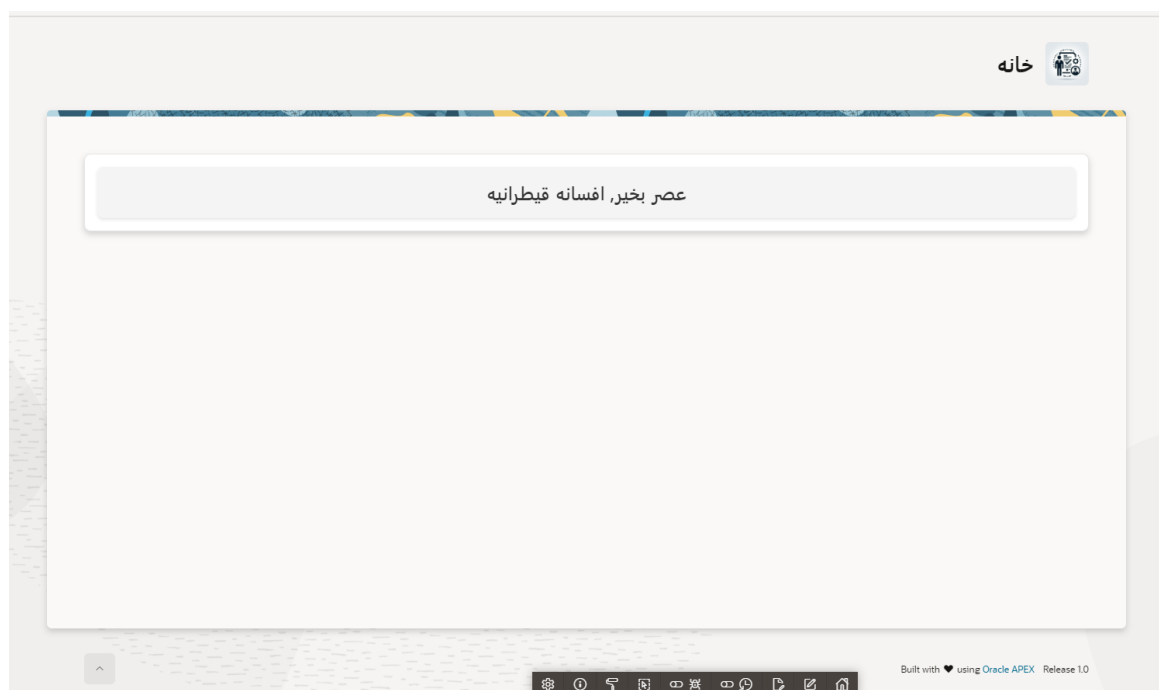 خانه
عصر بخیر, افسانه قیطرانیه
Built with ♥ using Oracle APEX Release 1.0